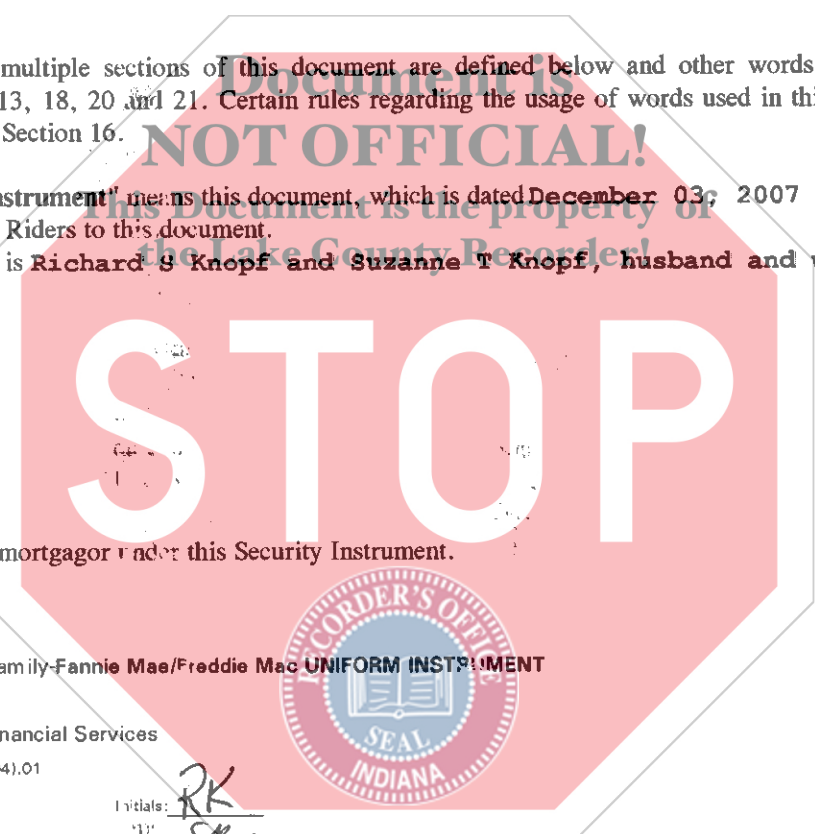 multiple sections of this document are defined below and other words
Document is
13, 18, 20 and 21. Certain rules regarding the usage of words used in thi
Section 16.
NOT OFFICIAL!
nstrument" means this document, which is dated December 03, 2007
This Document is the property of
Riders to this document.
the Lake County Recorder!
is Richard S Knopf and Suzanne T Knopf, husband and w
STOP
mortgagor under this Security Instrument.
RECORDER'S OFFICE
amily-Fannie Mae/Freddie Mac UNIFORM INSTRUMENT
nancial Services
SEAL
4).01
INDIANA
Initials: RK